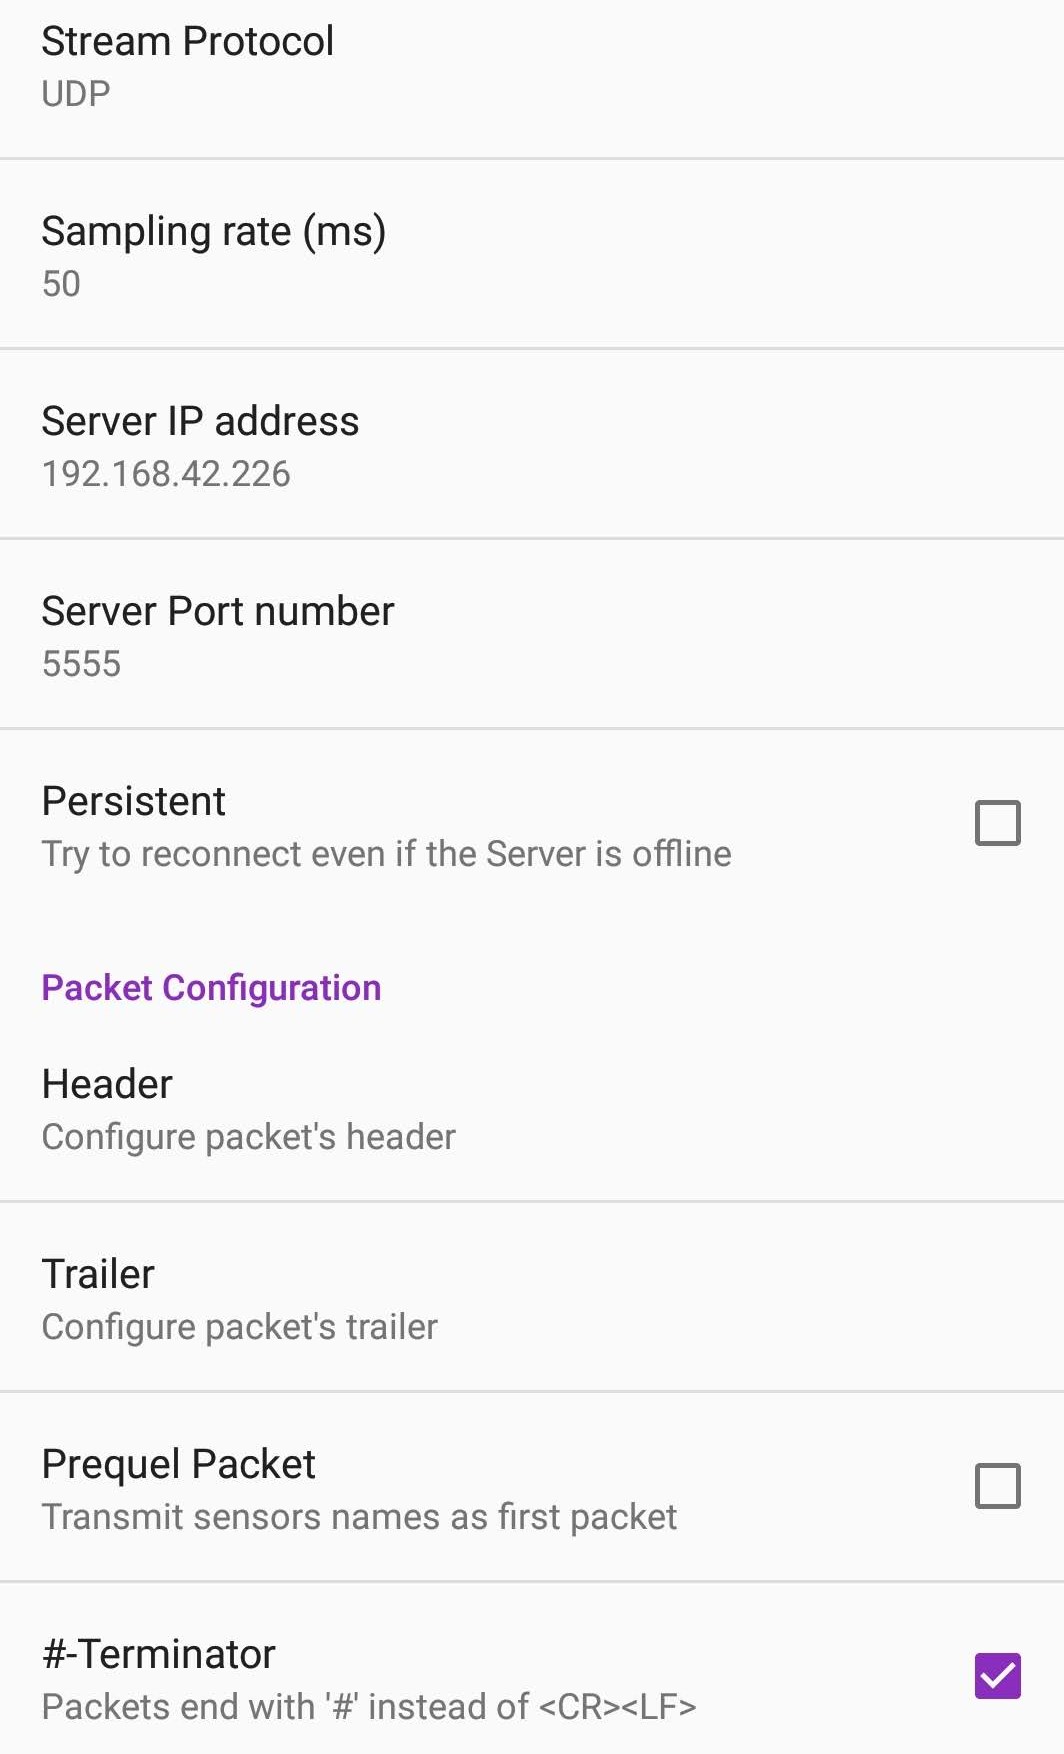 Stream Protocol
UDP
Sampling rate (ms)
50
Server IP address
192.168.42.226
Server Port number
5555
Persistent
Try to reconnect even if the Server is offline
Packet Configuration
Header
Configure packet's header
Trailer
Configure packet's trailer
Prequel Packet
Transmit sensors names as first packet
#-Terminator
Packets end with '#' instead of <CR><LF>